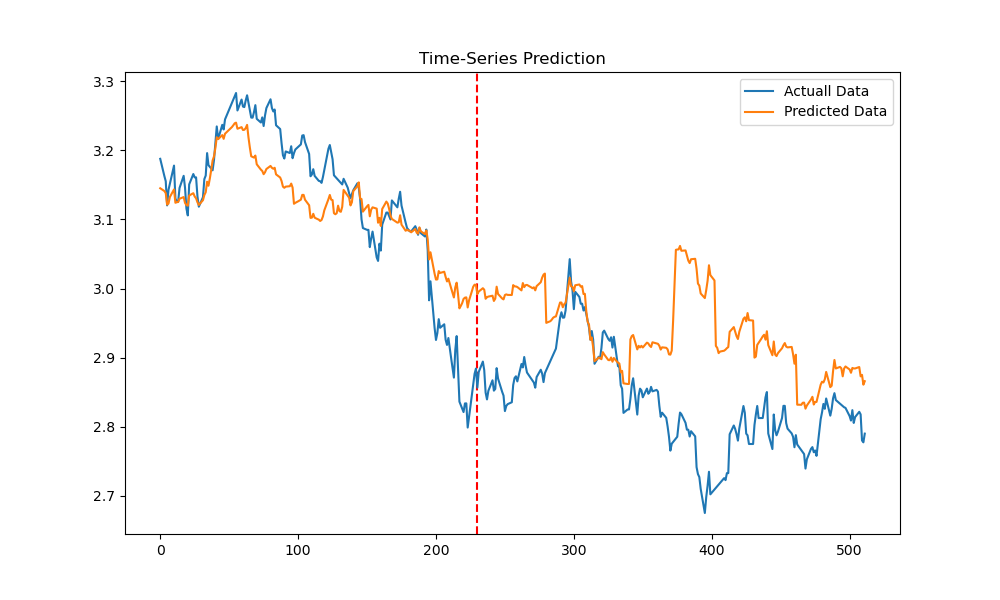 Time-Series Prediction
Actuall Data
Predicted Data
3.3
3.2
3.1
3.0
2.9
2.8
2.7
0 100 200 300 400 500